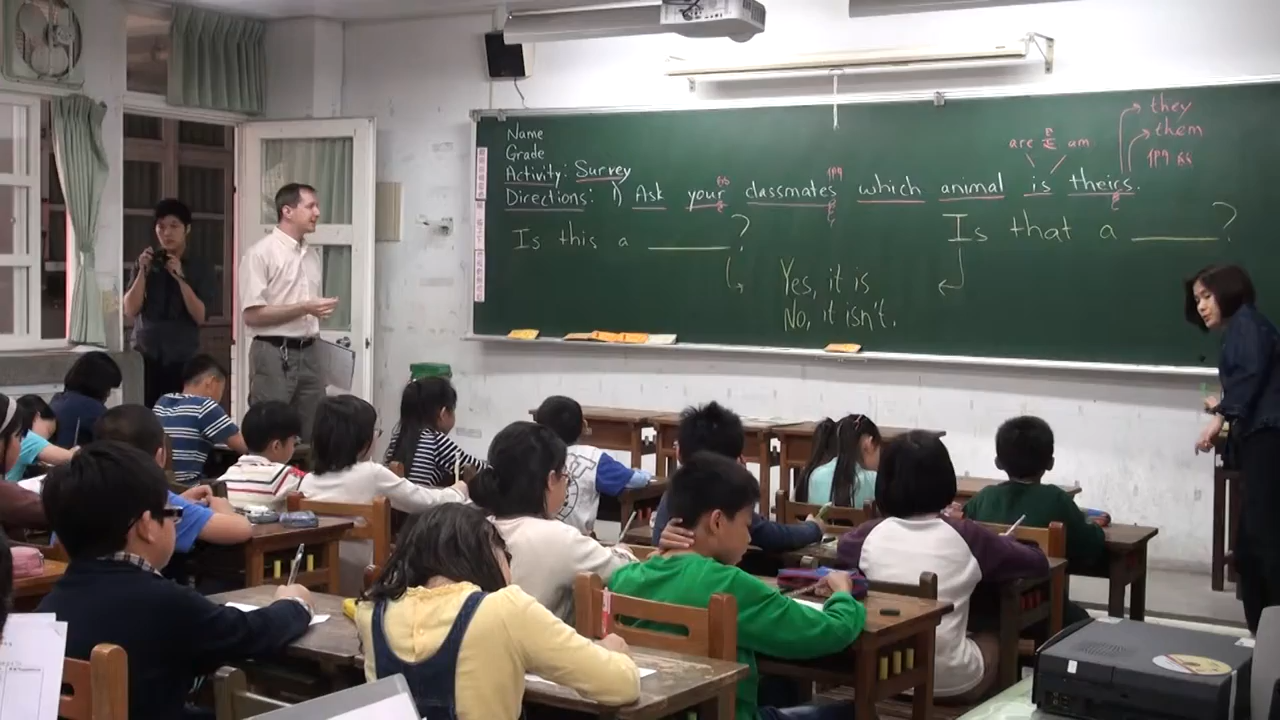 Name
Grade
Activity: Survey
Directions: 1) Ask your classmates which animal is theirs.
are am
they
them
Is this a ______?
Is that a ______?
Yes, it is
No, it isn't.